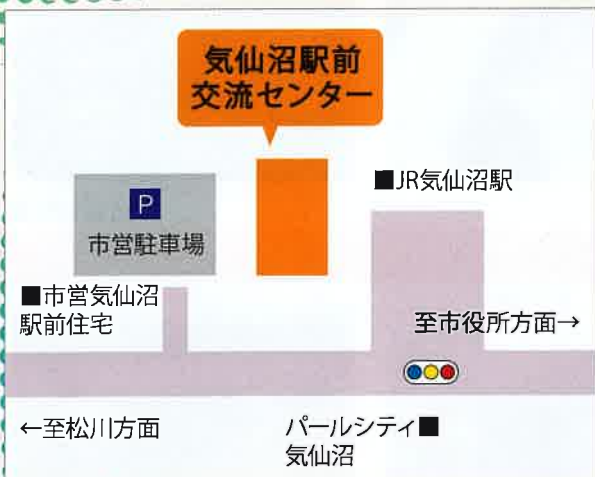 気仙沼駅前
交流センター
■JR気仙沼駅
P
市営駐車場
■市営気仙沼
駅前住宅
至市役所方面→
←至松川方面
パールシティ■
気仙沼